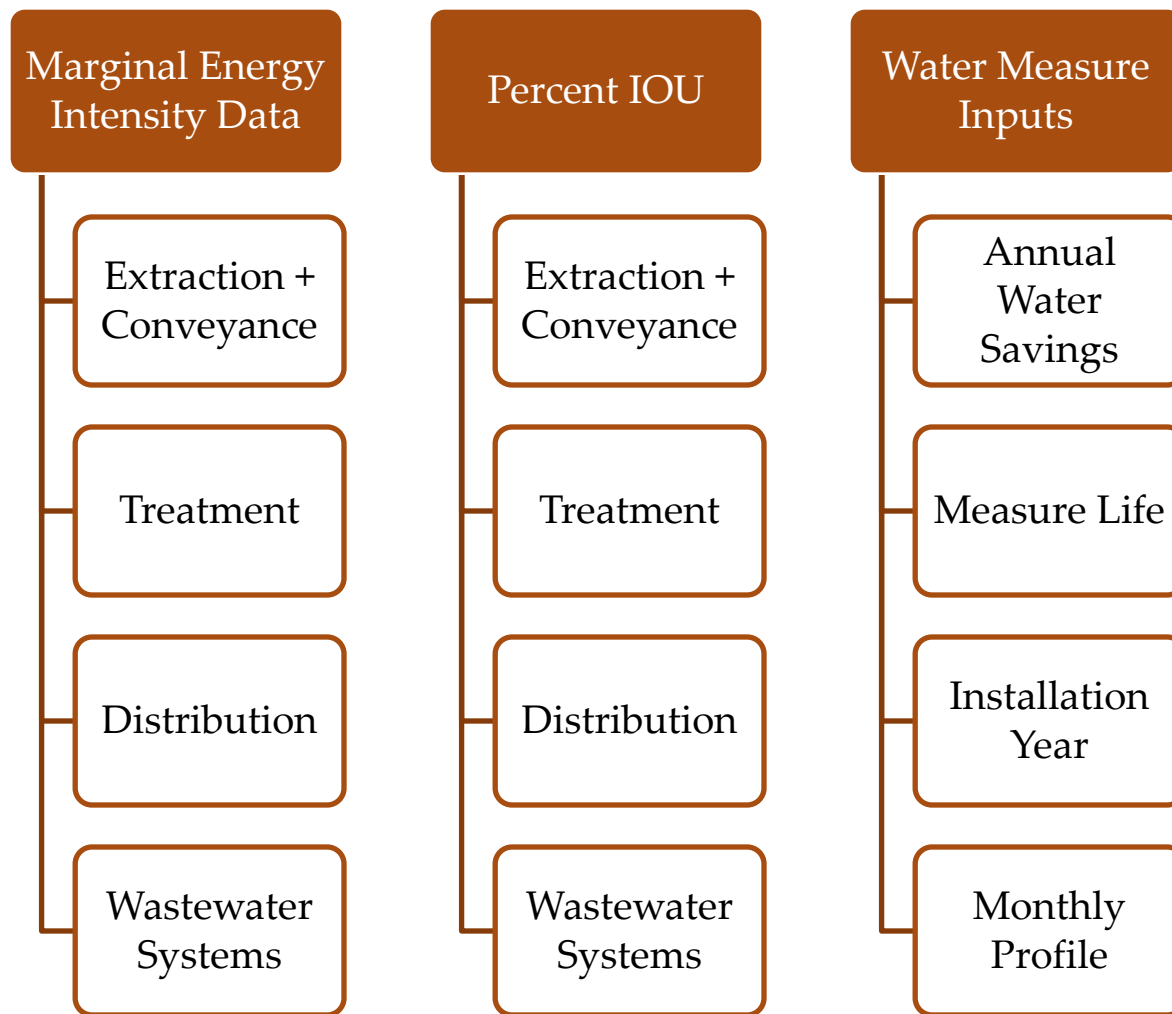 Marginal Energy
Intensity Data
Extraction +
Conveyance
Treatment
Distribution
Wastewater
Systems
Percent IOU
Extraction +
Conveyance
Treatment
Distribution
Wastewater
Systems
Water Measure
Inputs
Annual
Water
Savings
Measure Life
Installation
Year
Monthly
Profile